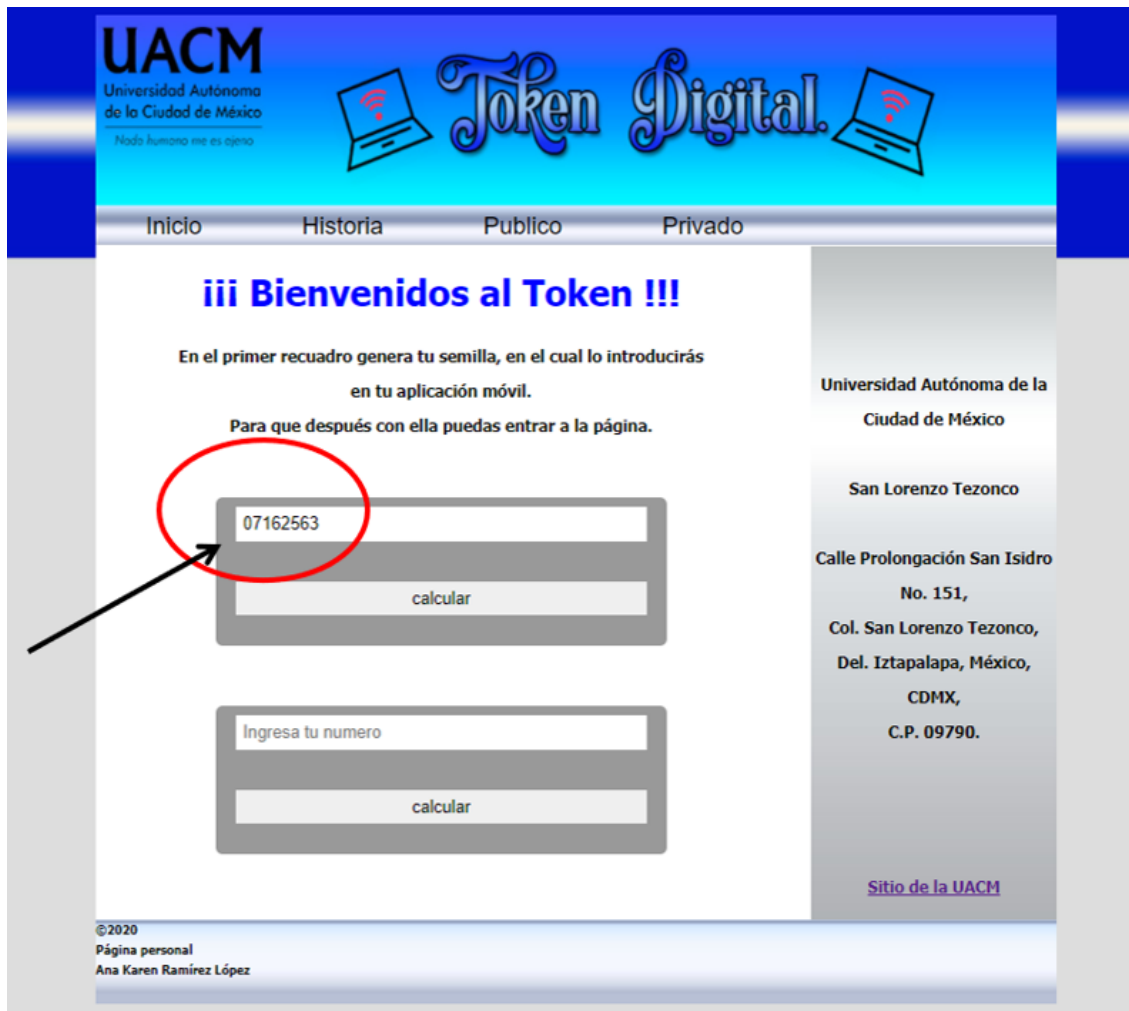 UACM
Universidad Autónoma
de la Ciudad de México
Nada humano me es ajeno
Token Digital.
Inicio Historia Publico Privado
¡¡¡ Bienvenidos al Token !!!
En el primer recuadro genera tu semilla, en el cual lo introducirás
en tu aplicación móvil.
Para que después con ella puedas entrar a la página.
07162563
calcular
Ingresa tu numero
calcular
Universidad Autónoma de la
Ciudad de México
San Lorenzo Tezonco
Calle Prolongación San Isidro
No. 151,
Col. San Lorenzo Tezonco,
Del. Iztapalapa, México,
CDMX,
C.P. 09790.
Sitio de la UACM
©2020
Página personal
Ana Karen Ramírez López